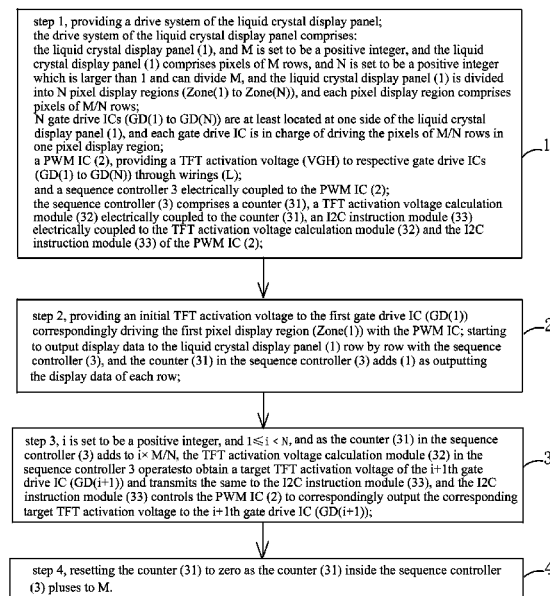 step 1, providing a drive system of the liquid crystal display panel;
the drive system of the liquid crystal display panel comprises:
the liquid crystal display panel (1), and M is set to be a positive integer, and the liquid
crystal display panel (1) comprises pixels of M rows, and N is set to be a positive integer
which is larger than 1 and can divide M, and the liquid crystal display panel (1) is divided
into N pixel display regions (Zone(1) to Zone(N)), and each pixel display region comprises
pixels of M/N rows;
N gate drive ICs (GD(1) to GD(N)) are at least located at one side of the liquid crystal
display panel (1), and each gate drive IC is in charge of driving the pixels of M/N rows in
one pixel display region;
a PWM IC (2), providing a TFT activation voltage (VGH) to respective gate drive ICs
(GD(1) to GD(N)) through wirings (L);
and a sequence controller 3 electrically coupled to the PWM IC (2);
the sequence controller (3) comprises a counter (31), a TFT activation voltage calculation
module (32) electrically coupled to the counter (31), an I2C instruction module (33)
electrically coupled to the TFT activation voltage calculation module (32) and the I2C
instruction module (33) of the PWM IC (2);
1
step 2, providing an initial TFT activation voltage to the first gate drive IC (GD(1))
correspondingly driving the first pixel display region (Zone(1)) with the PWM IC; starting
to output display data to the liquid crystal display panel (1) row by row with the sequence
controller (3), and the counter (31) in the sequence controller (3) adds (1) as outputting
the display data of each row;
2
step 3, i is set to be a positive integer, and 1≤i < N, and as the counter (31) in the sequence
controller (3) adds to i× M/N, the TFT activation voltage calculation module (32) in
the sequence controller 3 operatesto obtain a target TFT activation voltage of the i+1th gate
drive IC (GD(i+1)) and transmits the same to the I2C instruction module (33), and the I2C
instruction module (33) controls the PWM IC (2) to correspondingly output the corresponding
target TFT activation voltage to the i+1th gate drive IC (GD(i+1));
3
step 4, resetting the counter (31) to zero as the counter (31) inside the sequence controller
(3) pluses to M.
4